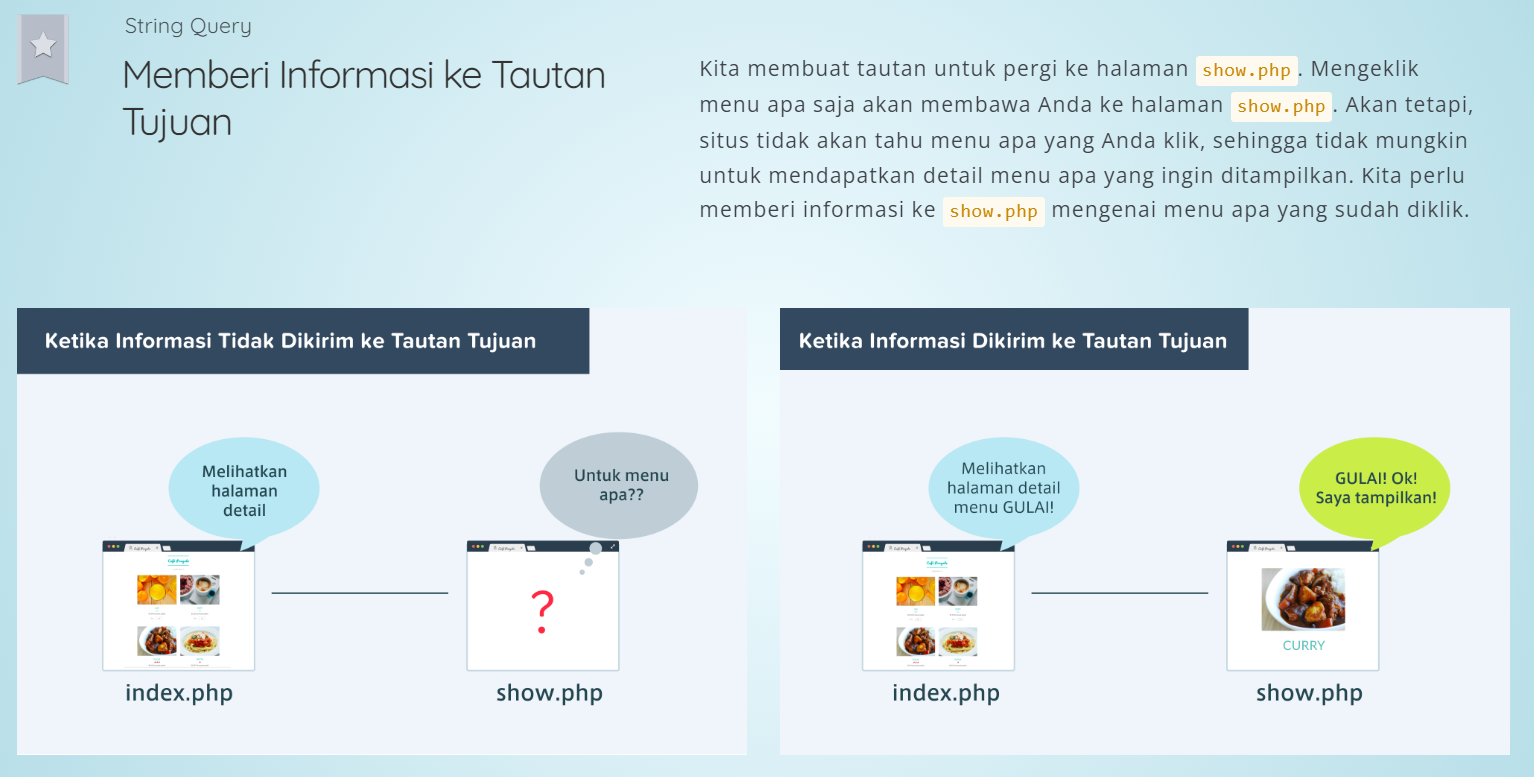 String Query
Memberi Informasi ke Tautan
Tujuan
Kita membuat tautan untuk pergi ke halaman show.php. Mengeklik
menu apa saja akan membawa Anda ke halaman show.php. Akan tetapi,
situs tidak akan tahu menu apa yang Anda klik, sehingga tidak mungkin
untuk mendapatkan detail menu apa yang ingin ditampilkan. Kita perlu
memberi informasi ke show.php mengenai menu apa yang sudah diklik.
Ketika Informasi Tidak Dikirim ke Tautan Tujuan
Melihatkan
halaman
detail
Untuk menu
apa??
?
index.php
show.php
Ketika Informasi Dikirim ke Tautan Tujuan
Melihatkan
halaman detail
menu GULAI!
GULAI! Ok!
Saya tampilkan!
CURRY
index.php
show.php